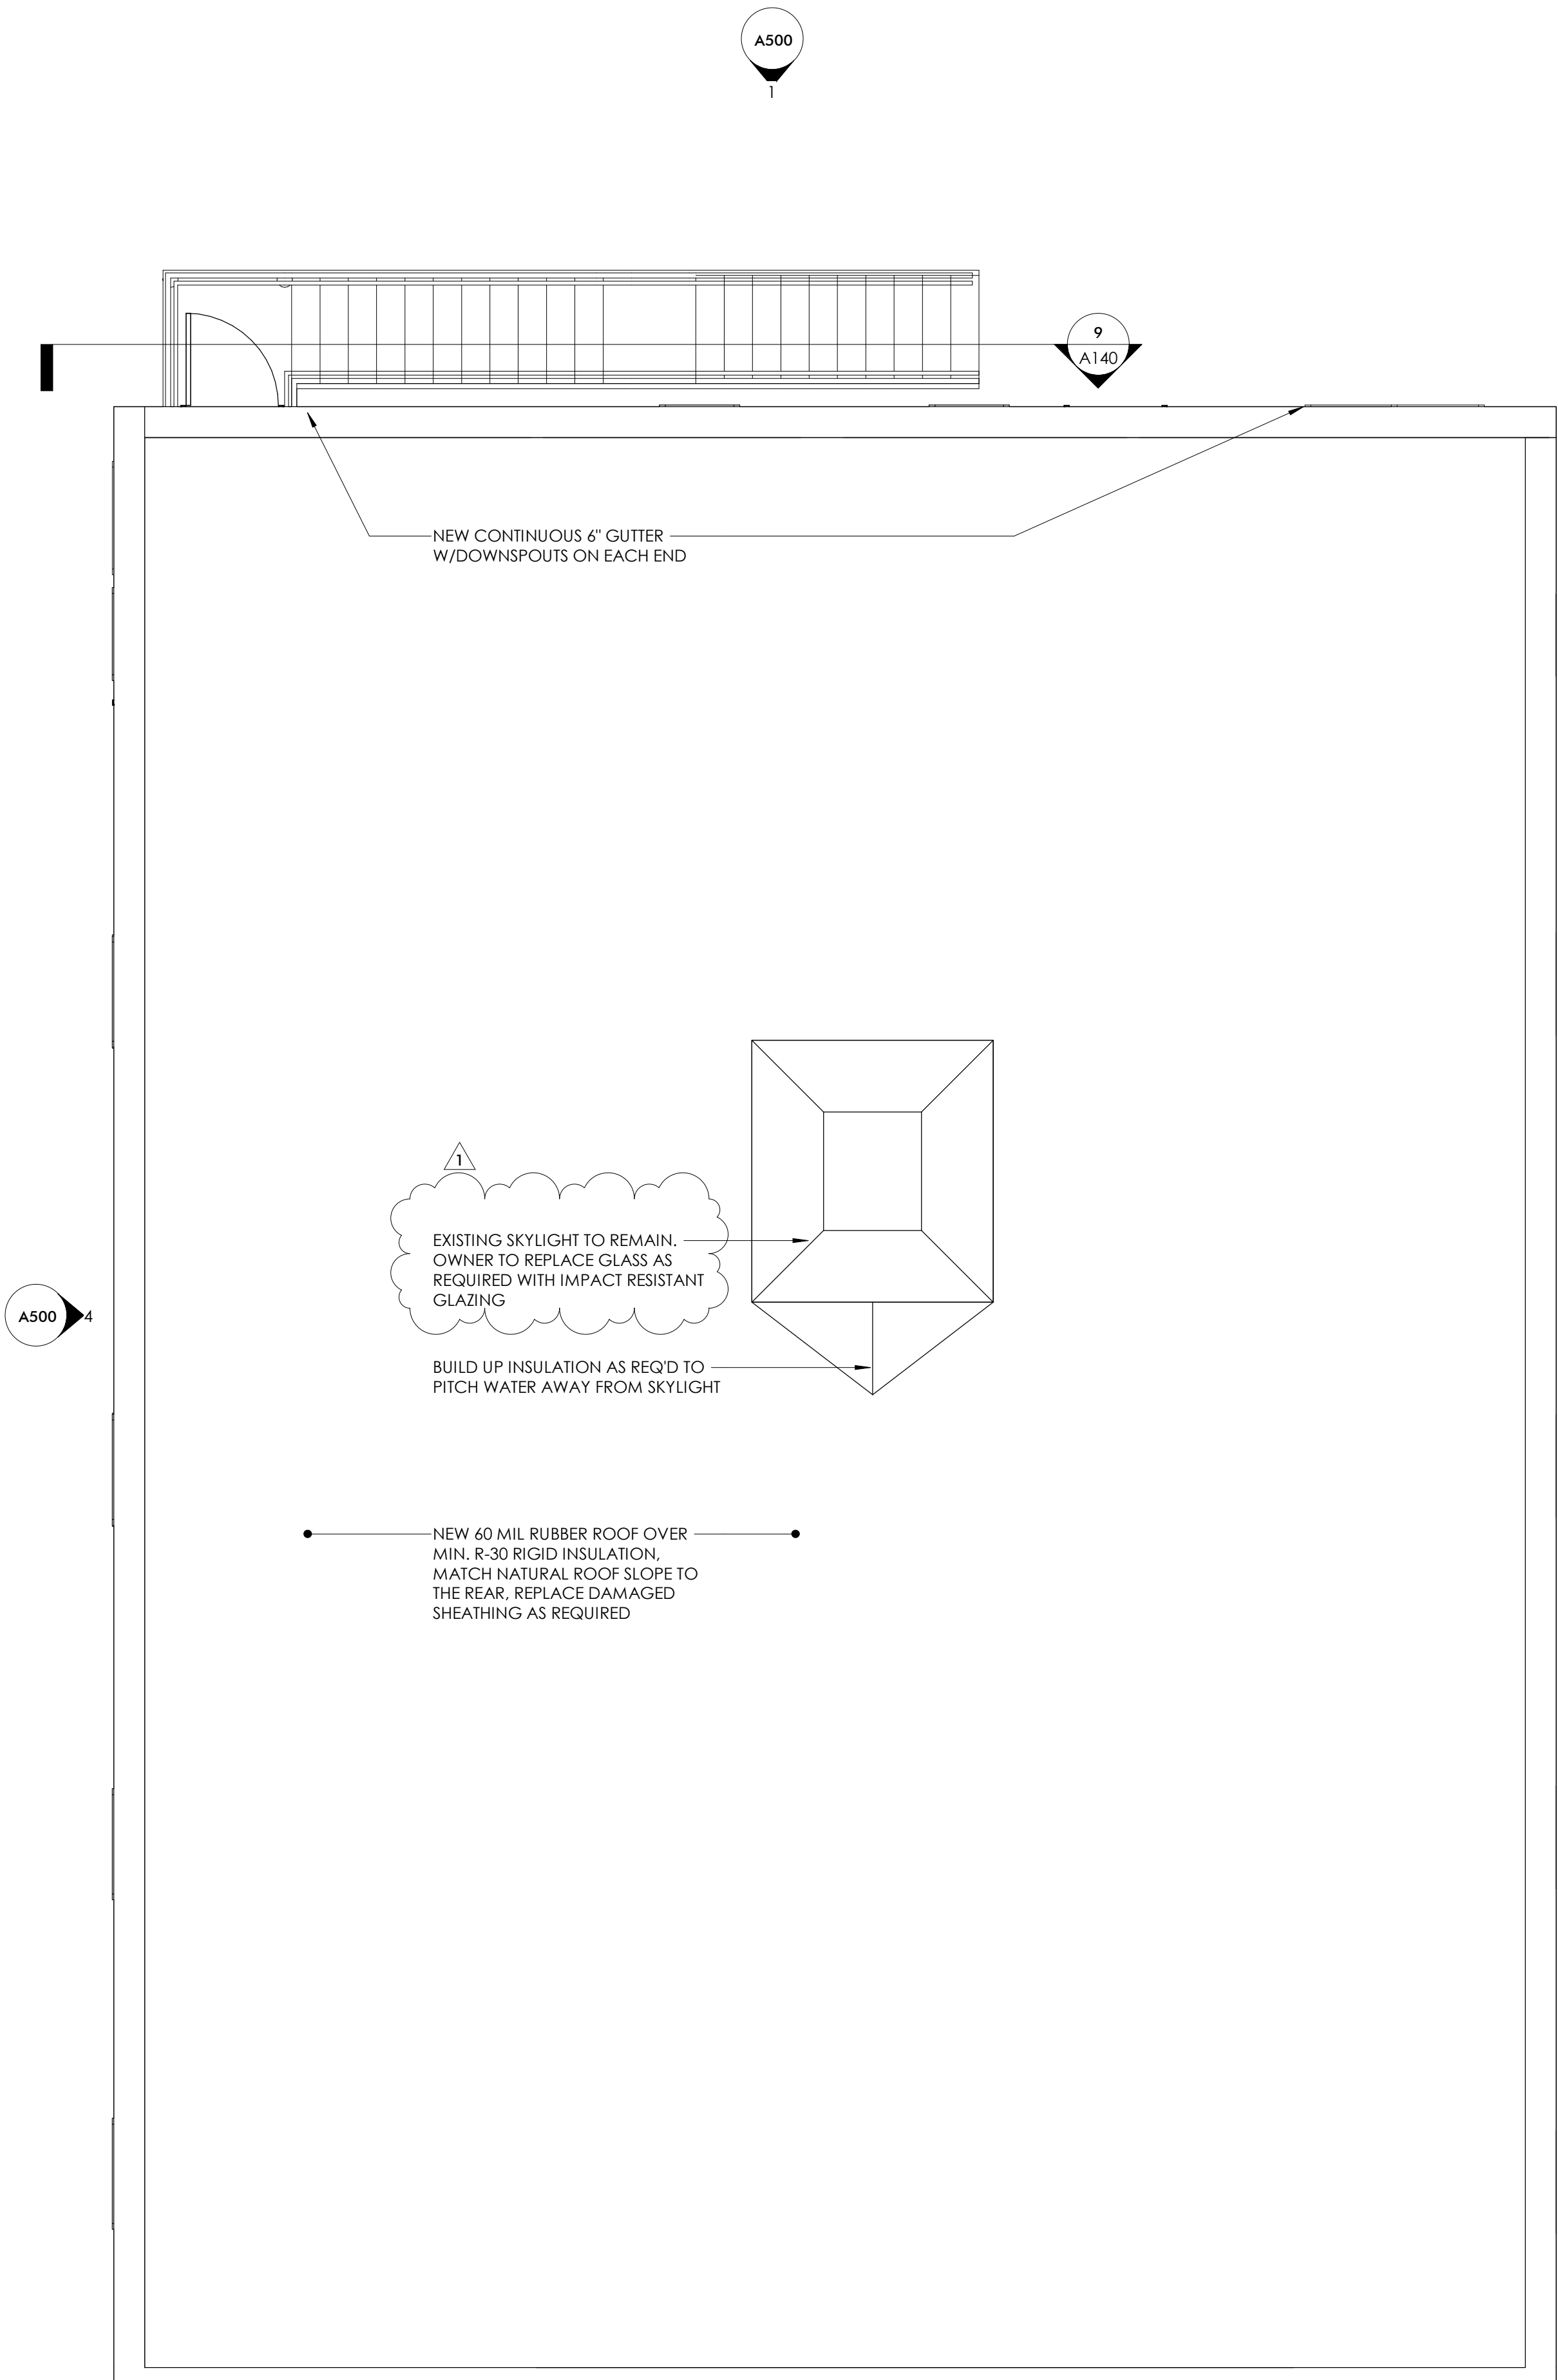 A500
1
9
A140
NEW CONTINUOUS 6" GUTTER
W/DOWNSPOUTS ON EACH END
1
EXISTING SKYLIGHT TO REMAIN.
OWNER TO REPLACE GLASS AS
REQUIRED WITH IMPACT RESISTANT
GLAZING
A500 4
BUILD UP INSULATION AS REQ'D TO
PITCH WATER AWAY FROM SKYLIGHT
NEW 60 MIL RUBBER ROOF OVER
MIN. R-30 RIGID INSULATION,
MATCH NATURAL ROOF SLOPE TO
THE REAR, REPLACE DAMAGED
SHEATHING AS REQUIRED